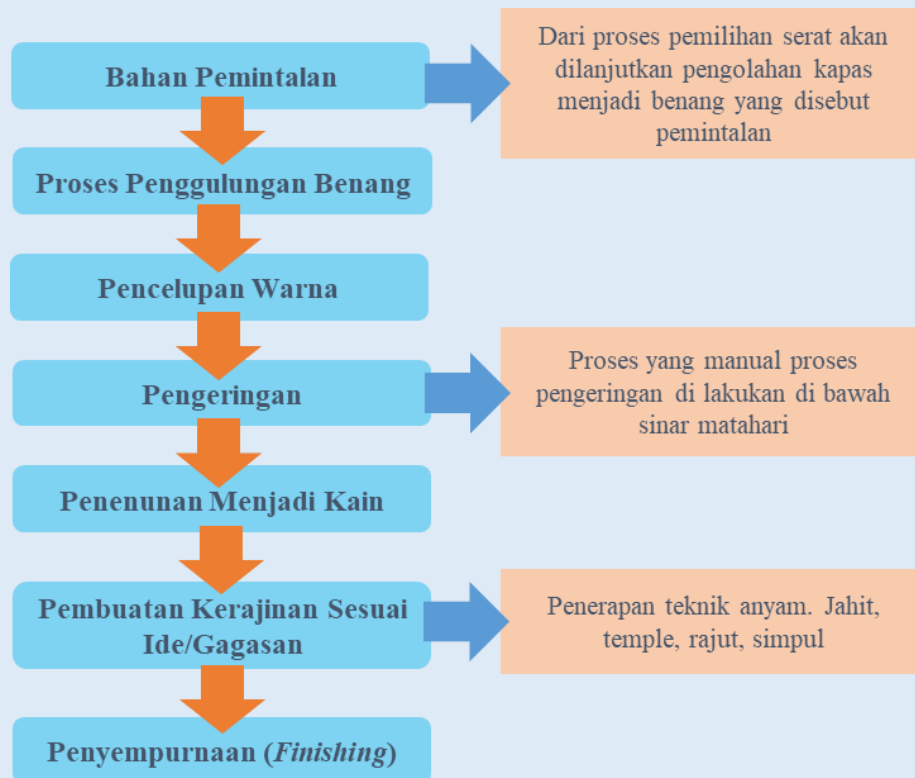 Bahan Pemintalan
Dari proses pemilihan serat akan
dilanjutkan pengolahan kapas
menjadi benang yang disebut
pemintalan
Proses Penggulungan Benang
Pencelupan Warna
Pengeringan
Proses yang manual proses
pengeringan di lakukan di bawah
sinar matahari
Penenunan Menjadi Kain
Pembuatan Kerajinan Sesuai
Ide/Gagasan
Penerapan teknik anyam. Jahit,
temple, rajut, simpul
Penyempurnaan (Finishing)